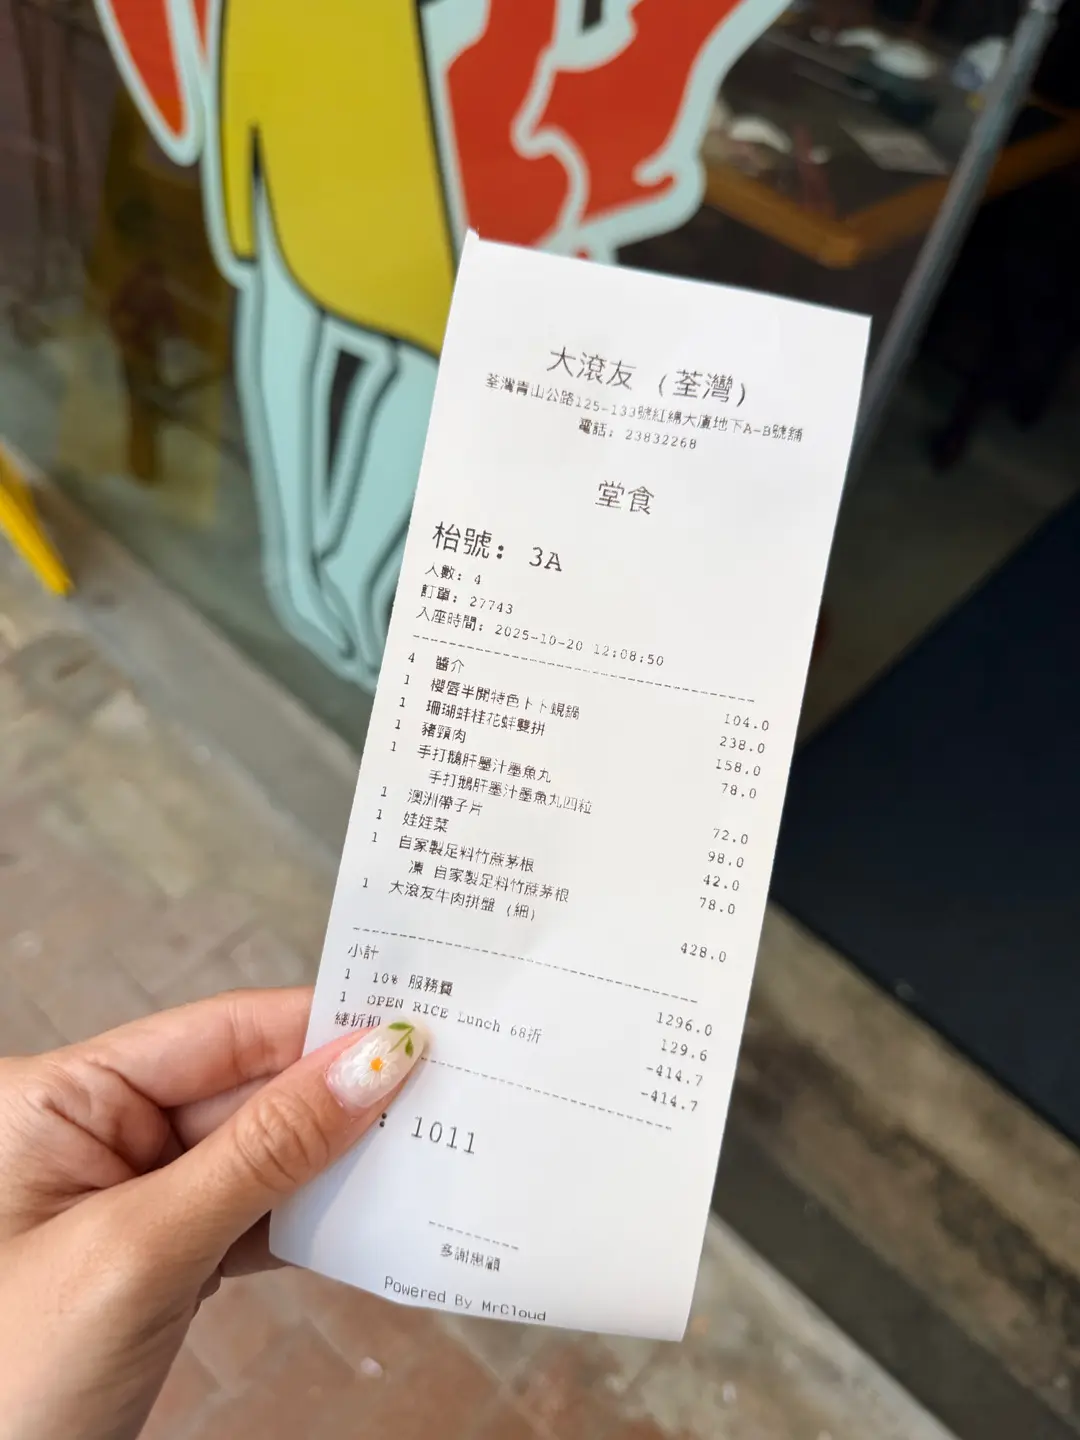 大滾友 (荃灣)
荃灣青山公路125-133號紅綿大廈地下A-B號舖
電話: 23832268
堂食
枱號: 3A
人數: 4
訂單: 27743
入座時間: 2025-10-20 12:08:50
4 醬介 104.0
1 櫻唇半開特色卜卜蜆鍋 238.0
1 珊瑚蚌桂花蚌雙拼 158.0
1 豬頸肉 78.0
1 手打鵝肝墨汁墨魚丸
手打鵝肝墨汁墨魚丸四粒 72.0
1 澳洲帶子片 98.0
1 娃娃菜 42.0
1 自家製足料竹蔗茅根 78.0
凍 自家製足料竹蔗茅根
1 大滾友牛肉拼盤 (細) 428.0
小計 1296.0
1 10% 服務費 129.6
1 OPEN RICE Lunch 68折 -414.7
總折扣 -414.7
: 1011
多謝惠顧
Powered By MrCloud